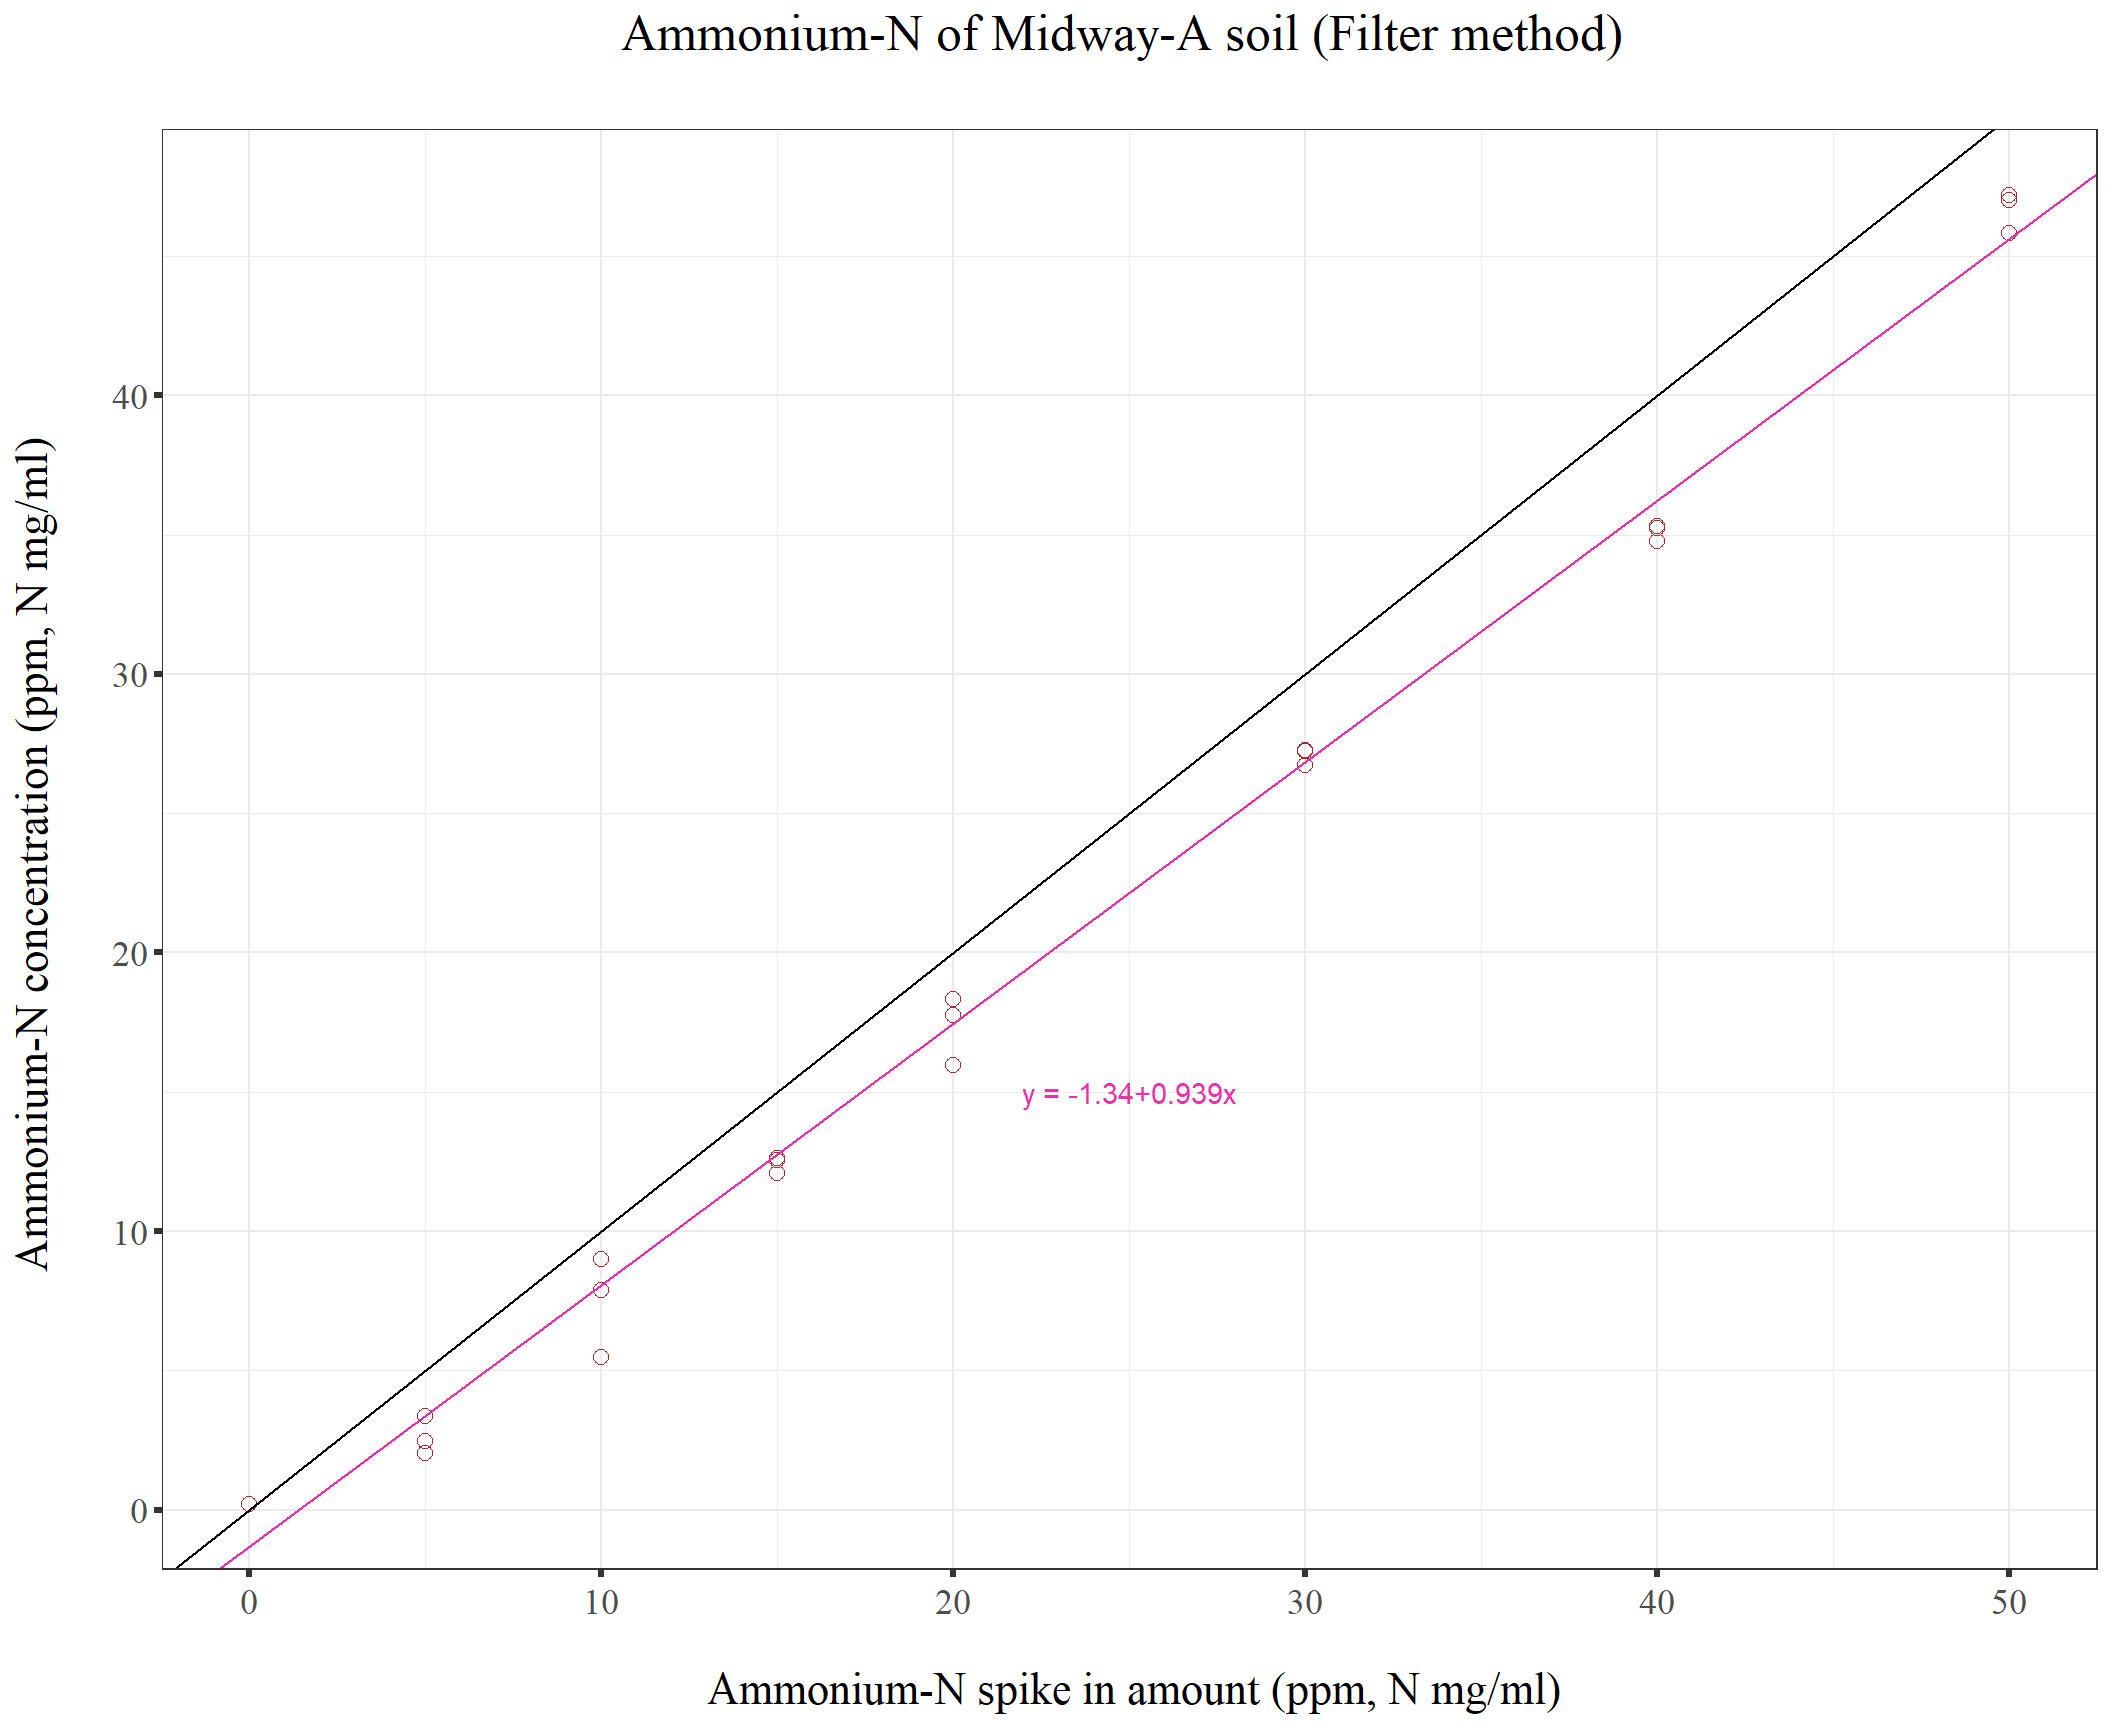 Ammonium-N of Midway-A soil (Filter method)
Ammonium-N concentration (ppm, N mg/ml)
40
30
20
10
0
y = -1.34+0.939x
0 10 20 30 40 50
Ammonium-N spike in amount (ppm, N mg/ml)